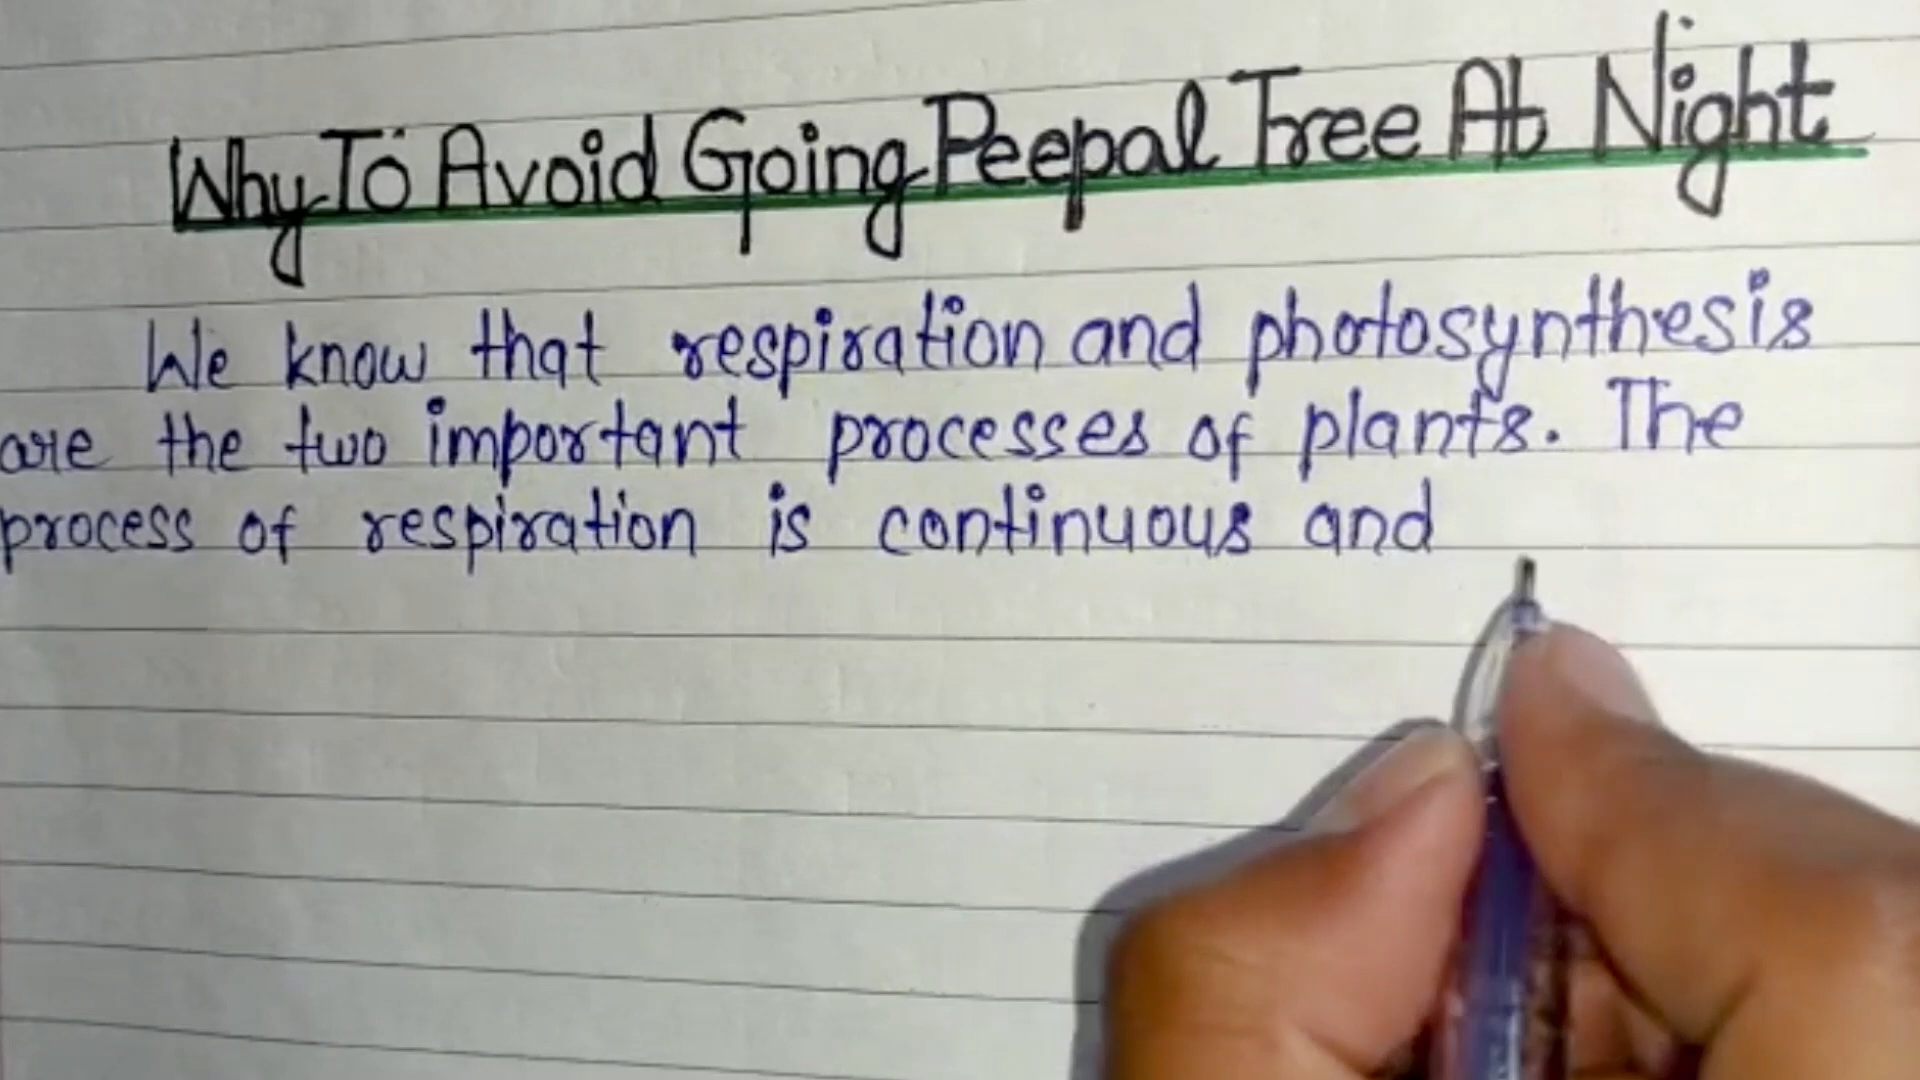 Why To Avoid Going Peepal Tree At Night
We know that respiration and photosynthesis
are the two important processes of plants. The
process of respiration is continuous and